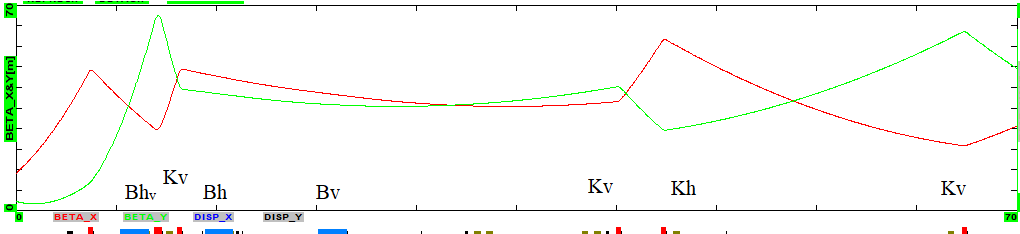 70
BETA_X&Y[m]
0
Bhv Kv Bh Bv Kv Kh Kv
0 BETA_X BETA_Y DISP_X DISP_Y 70